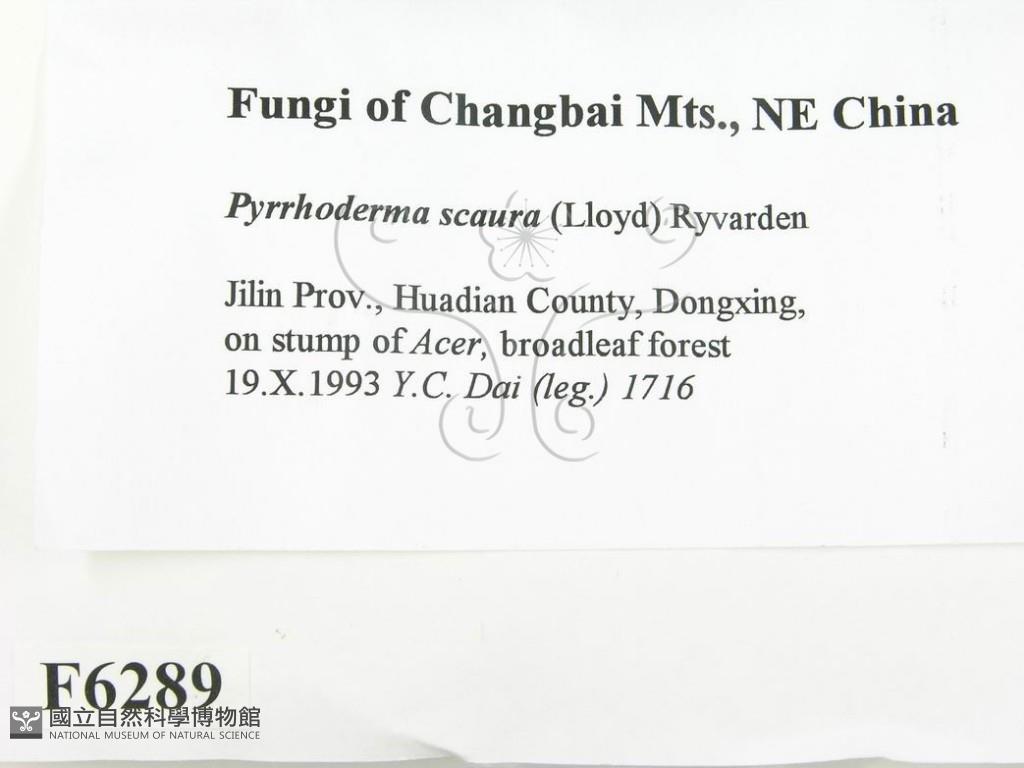 Fungi of Changbai Mts., NE China
Pyrrhoderma scaura (Lloyd) Ryvarden
Jilin Prov., Huadian County, Dongxing,
on stump of Acer, broadleaf forest
19.X.1993 Y.C. Dai (leg.) 1716
F6289
國立自然科學博物館
NATIONAL MUSEUM OF NATURAL SCIENCE